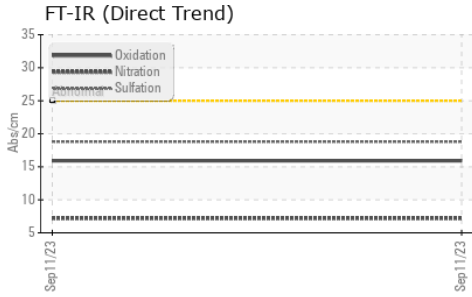 FT-IR (Direct Trend)
35
30
25
20
15
10
5
Abs/cm
Oxidation
Nitration
Sulfation
Abnormal
Sep11/23
Sep11/23